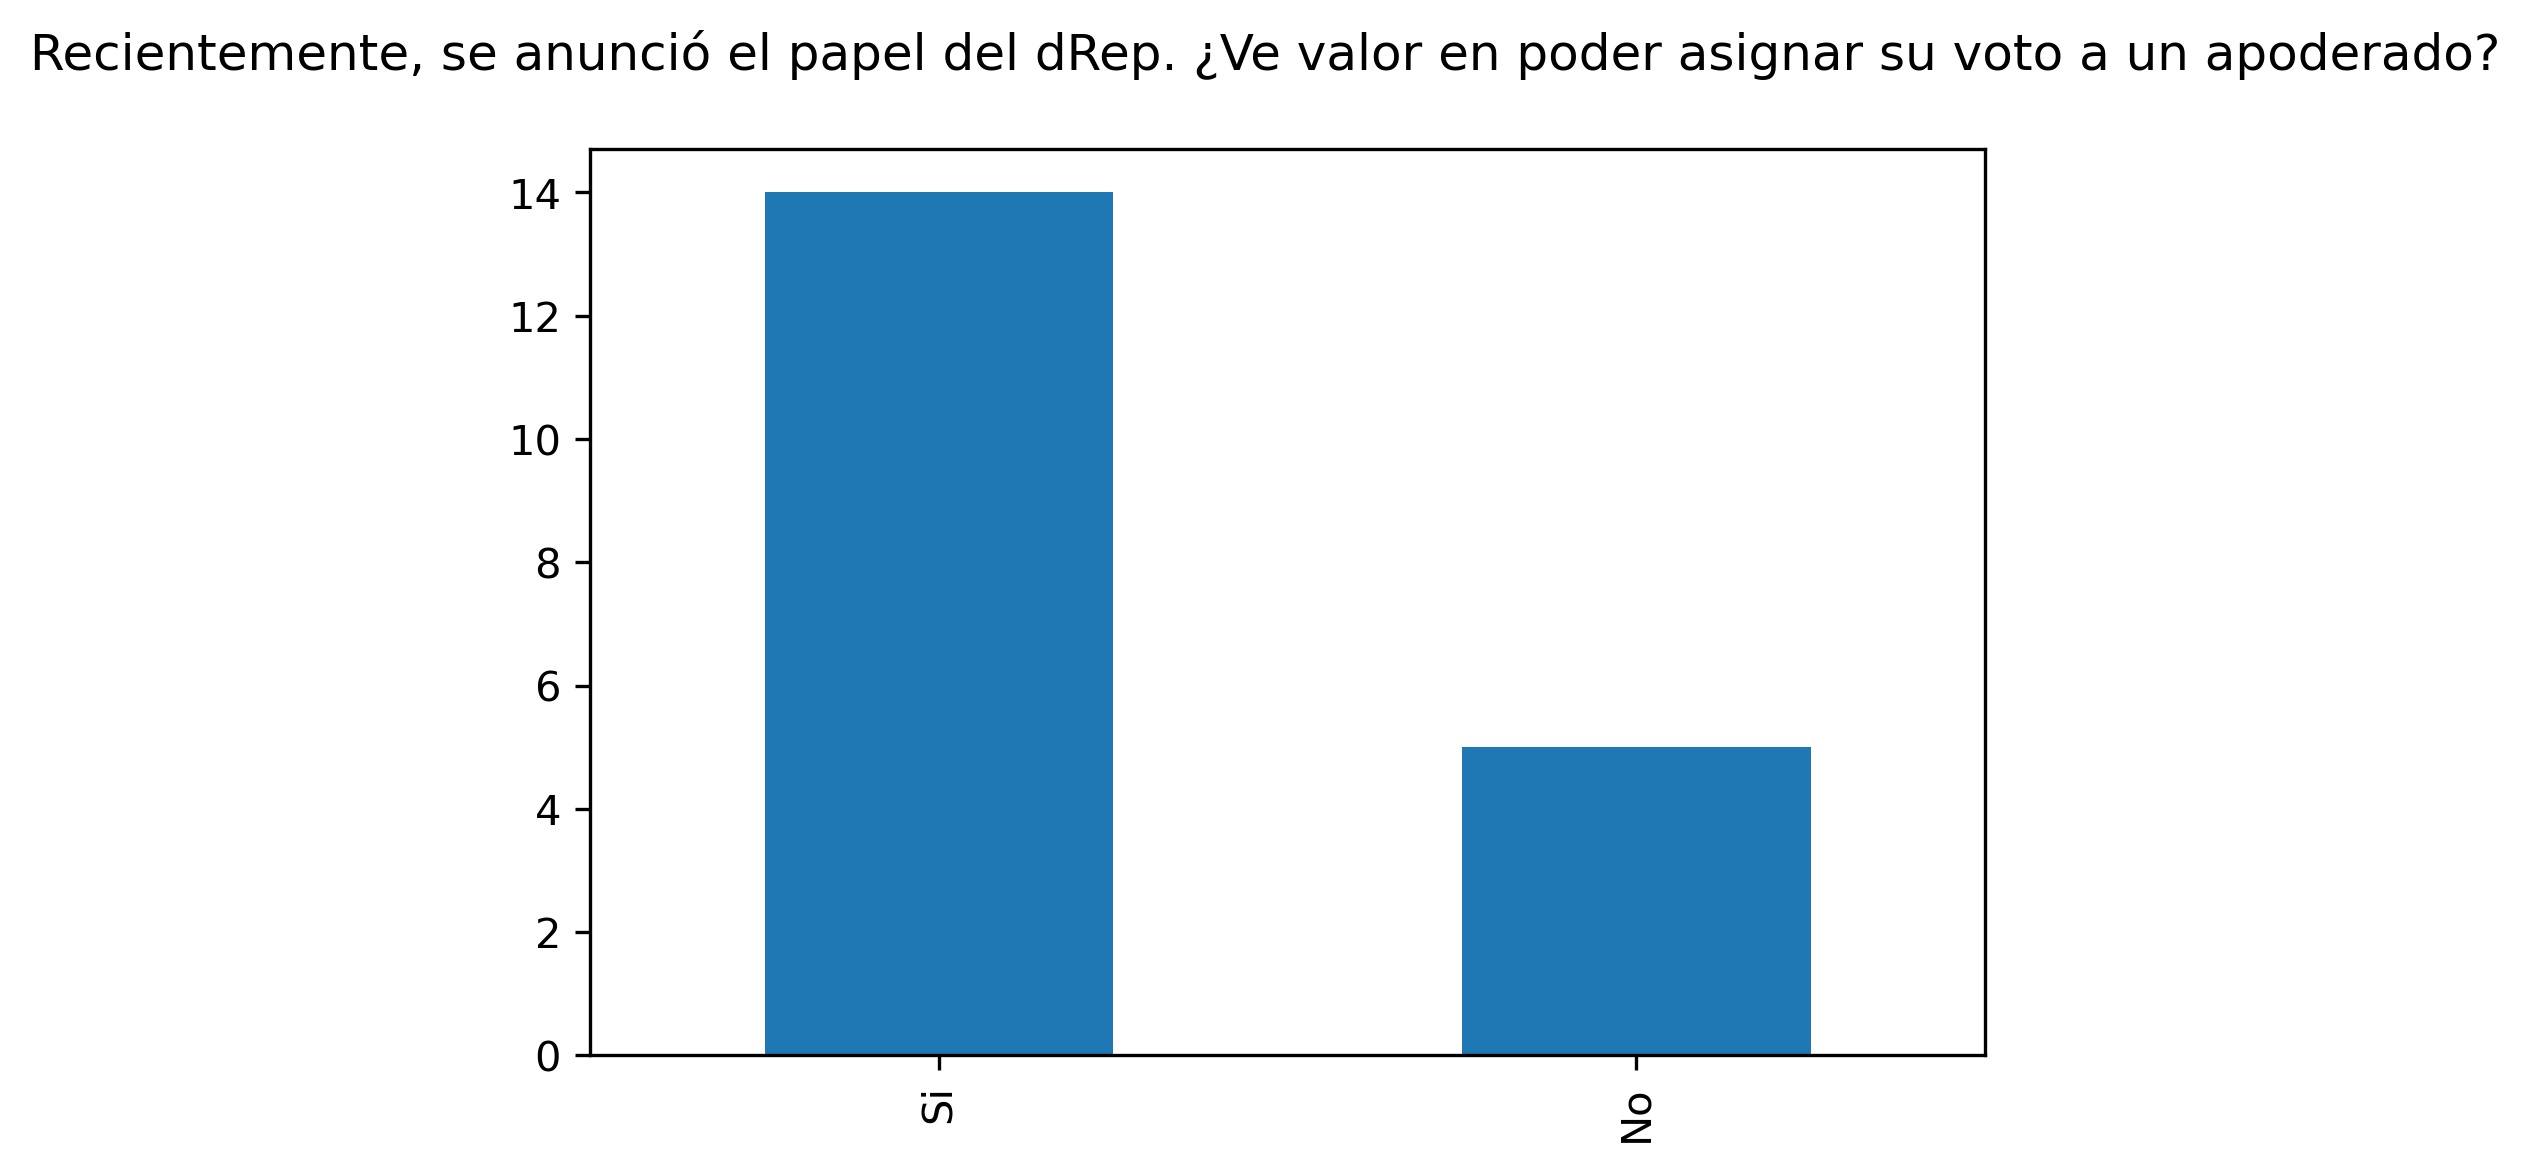 Recientemente, se anunció el papel del dRep. ¿Ve valor en poder asignar su voto a un apoderado?
14
12
10
8
6
4
2
0
Si
No